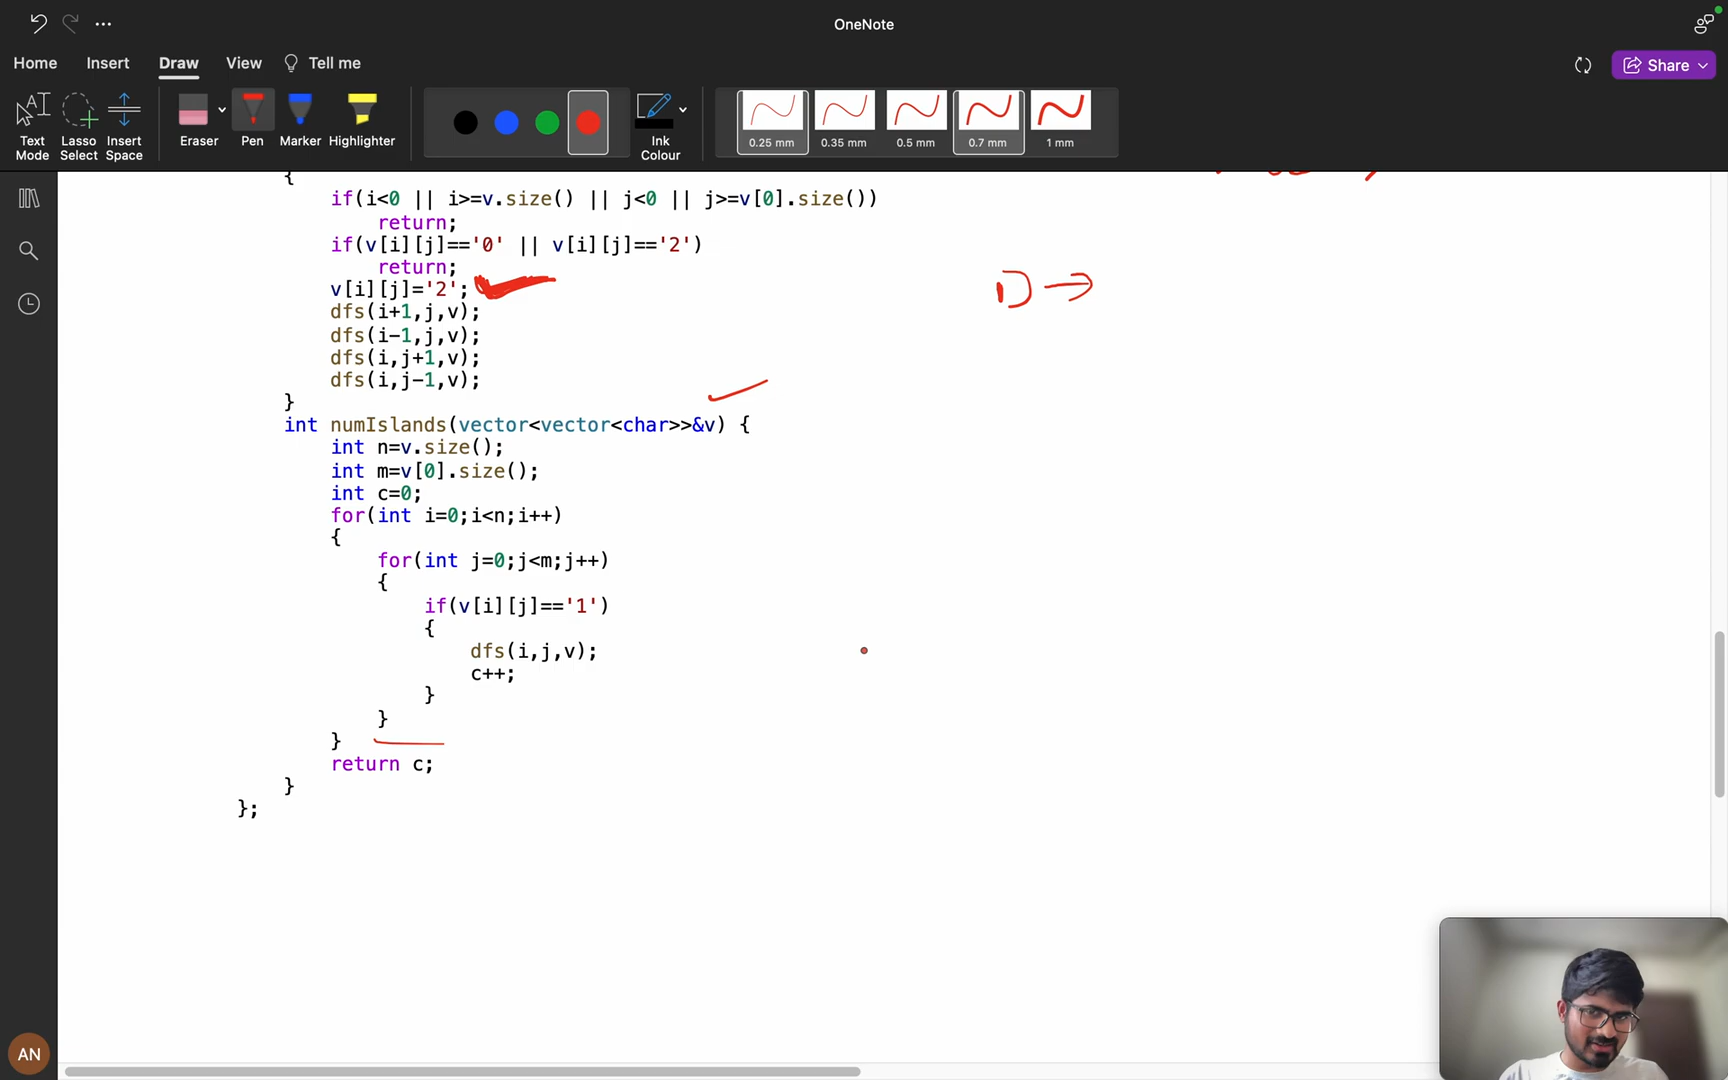 OneNote
Home Insert Draw View Tell me
Share
Text Mode
Lasso Select
Insert Space
Eraser
Pen
Marker
Highlighter
Ink Colour
0.25 mm
0.35 mm
0.5 mm
0.7 mm
1 mm
{
if(i<0 || i>=v.size() || j<0 || j>=v[0].size())
return;
if(v[i][j]=='0' || v[i][j]=='2')
return;
v[i][j]='2';
dfs(i+1,j,v);
dfs(i-1,j,v);
dfs(i,j+1,v);
dfs(i,j-1,v);
}
int numIslands(vector<vector<char>>&v) {
int n=v.size();
int m=v[0].size();
int c=0;
for(int i=0;i<n;i++)
{
for(int j=0;j<m;j++)
{
if(v[i][j]=='1')
{
dfs(i,j,v);
c++;
}
}
}
return c;
}
};
AN